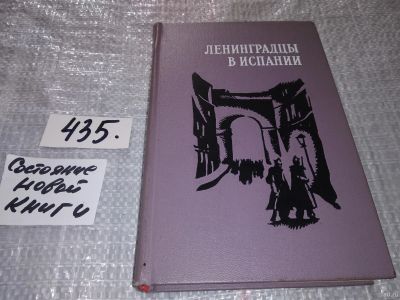 ЛЕНИНГРАДЦЫ
В ИСПАНИИ
435.
Состояние
новой
книги